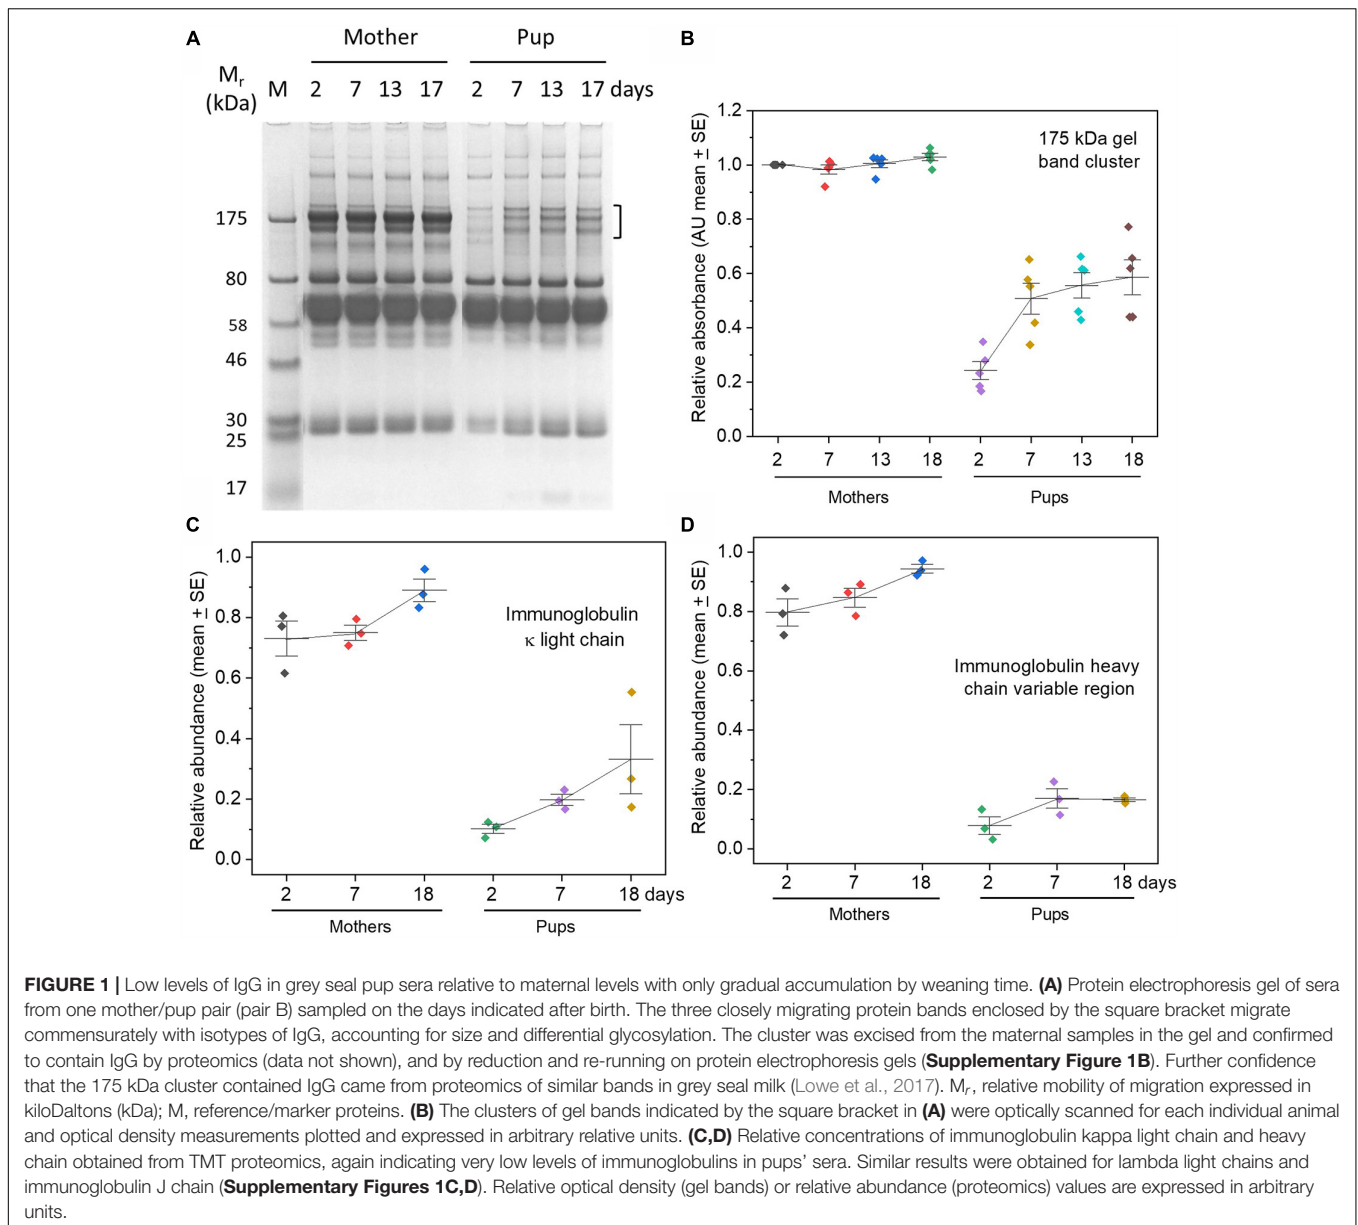 A
Mother
Pup
Mr
(kDa)
M
2 7 13 17
2 7 13 17 days
175
80
58
46
30
25
17
B
Relative absorbance (AU mean ± SE)
1.2
1.0
0.8
0.6
0.4
0.2
0.0
175 kDa gel
band cluster
2 7 13 18
2 7 13 18
Mothers
Pups
C
Relative abundance (mean ± SE)
1.0
0.8
0.6
0.4
0.2
0.0
Immunoglobulin
κ light chain
2 7 18
2 7 18 days
Mothers
Pups
D
Relative abundance (mean ± SE)
1.0
0.8
0.6
0.4
0.2
0.0
Immunoglobulin heavy
chain variable region
2 7 18
2 7 18 days
Mothers
Pups
FIGURE 1 | Low levels of IgG in grey seal pup sera relative to maternal levels with only gradual accumulation by weaning time. (A) Protein electrophoresis gel of sera
from one mother/pup pair (pair B) sampled on the days indicated after birth. The three closely migrating protein bands enclosed by the square bracket migrate
commensurately with isotypes of IgG, accounting for size and differential glycosylation. The cluster was excised from the maternal samples in the gel and confirmed
to contain IgG by proteomics (data not shown), and by reduction and re-running on protein electrophoresis gels (Supplementary Figure 1B). Further confidence
that the 175 kDa cluster contained IgG came from proteomics of similar bands in grey seal milk (Lowe et al., 2017). Mr, relative mobility of migration expressed in
kiloDaltons (kDa); M, reference/marker proteins. (B) The clusters of gel bands indicated by the square bracket in (A) were optically scanned for each individual animal
and optical density measurements plotted and expressed in arbitrary relative units. (C,D) Relative concentrations of immunoglobulin kappa light chain and heavy
chain obtained from TMT proteomics, again indicating very low levels of immunoglobulins in pups' sera. Similar results were obtained for lambda light chains and
immunoglobulin J chain (Supplementary Figures 1C,D). Relative optical density (gel bands) or relative abundance (proteomics) values are expressed in arbitrary
units.